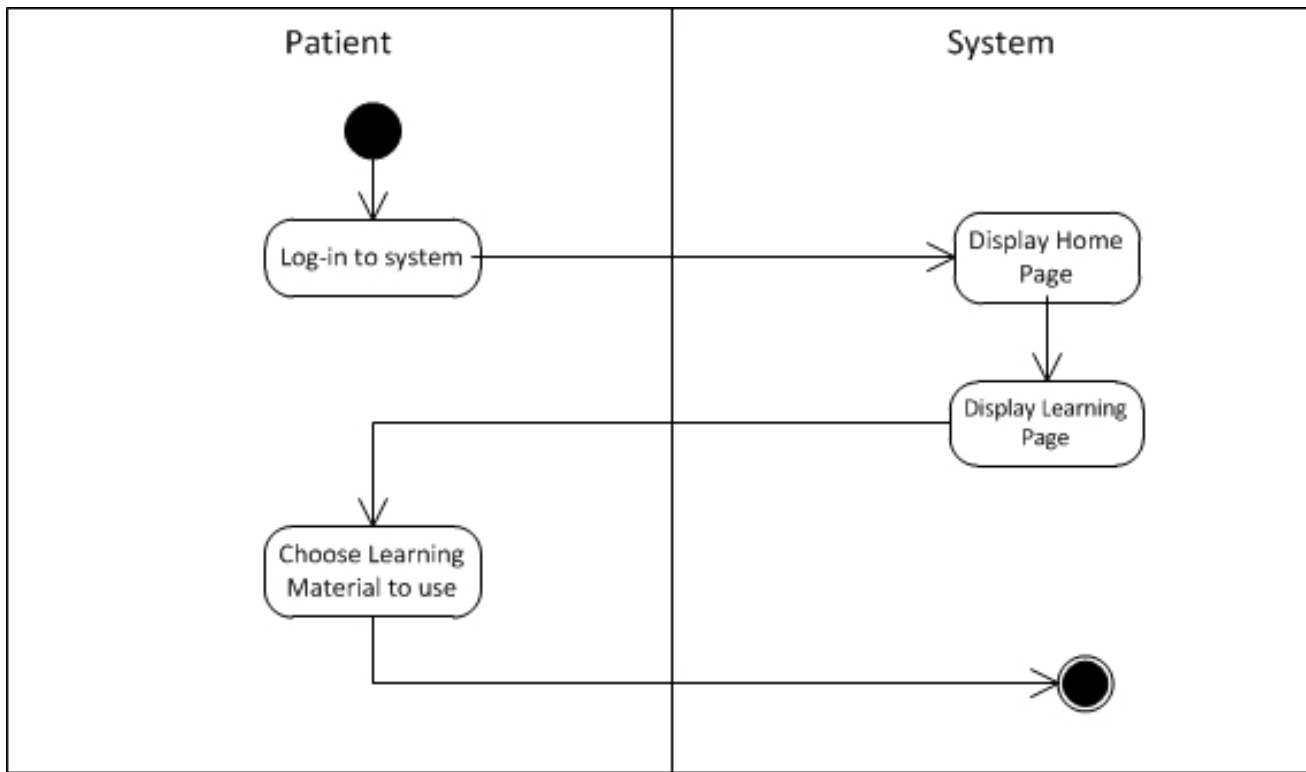 Patient
System
Log-in to system
Display Home
Page
Display Learning
Page
Choose Learning
Material to use